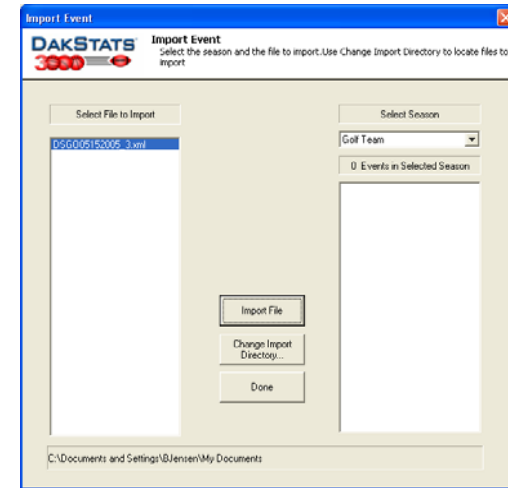 Import Event
DAKSTATS
3000
Import Event
Select the season and the file to import.Use Change Import Directory to locate files to
import
Select File to Import
Select Season
DSGO05152005_3.xml
Golf Team
0 Events in Selected Season
Import File
Change Import
Directory...
Done
C:\Documents and Settings\BJensen\My Documents